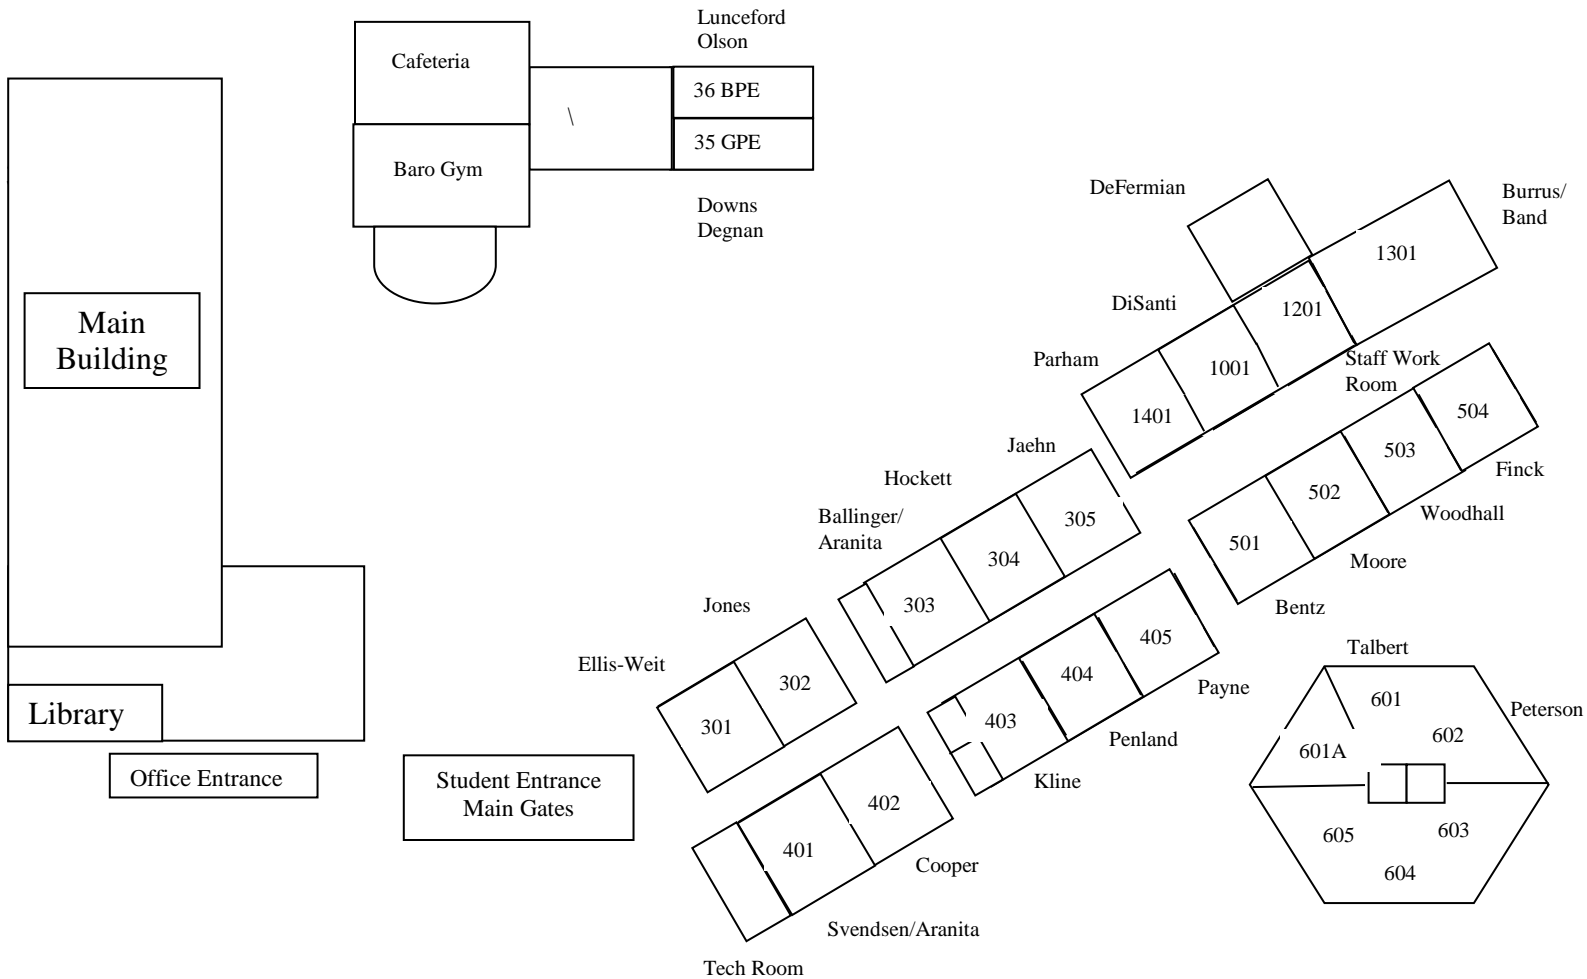 Lunceford
Olson
Cafeteria
36 BPE
\
35 GPE
Baro Gym
Downs
Degnan
DeFermian
Burrus/
Band
1301
DiSanti
1201
Main
Building
Parham
Staff Work
Room
1001
1401
504
Jaehn
503
Finck
Hockett
502
Woodhall
Ballinger/
Aranita
305
501
Moore
304
303
Bentz
Jones
405
Talbert
Ellis-Weit
302
404
Payne
601
Peterson
Library
301
403
Penland
602
601A
Office Entrance
Student Entrance
Main Gates
Kline
402
603
605
401
Cooper
604
Svendsen/Aranita
Tech Room